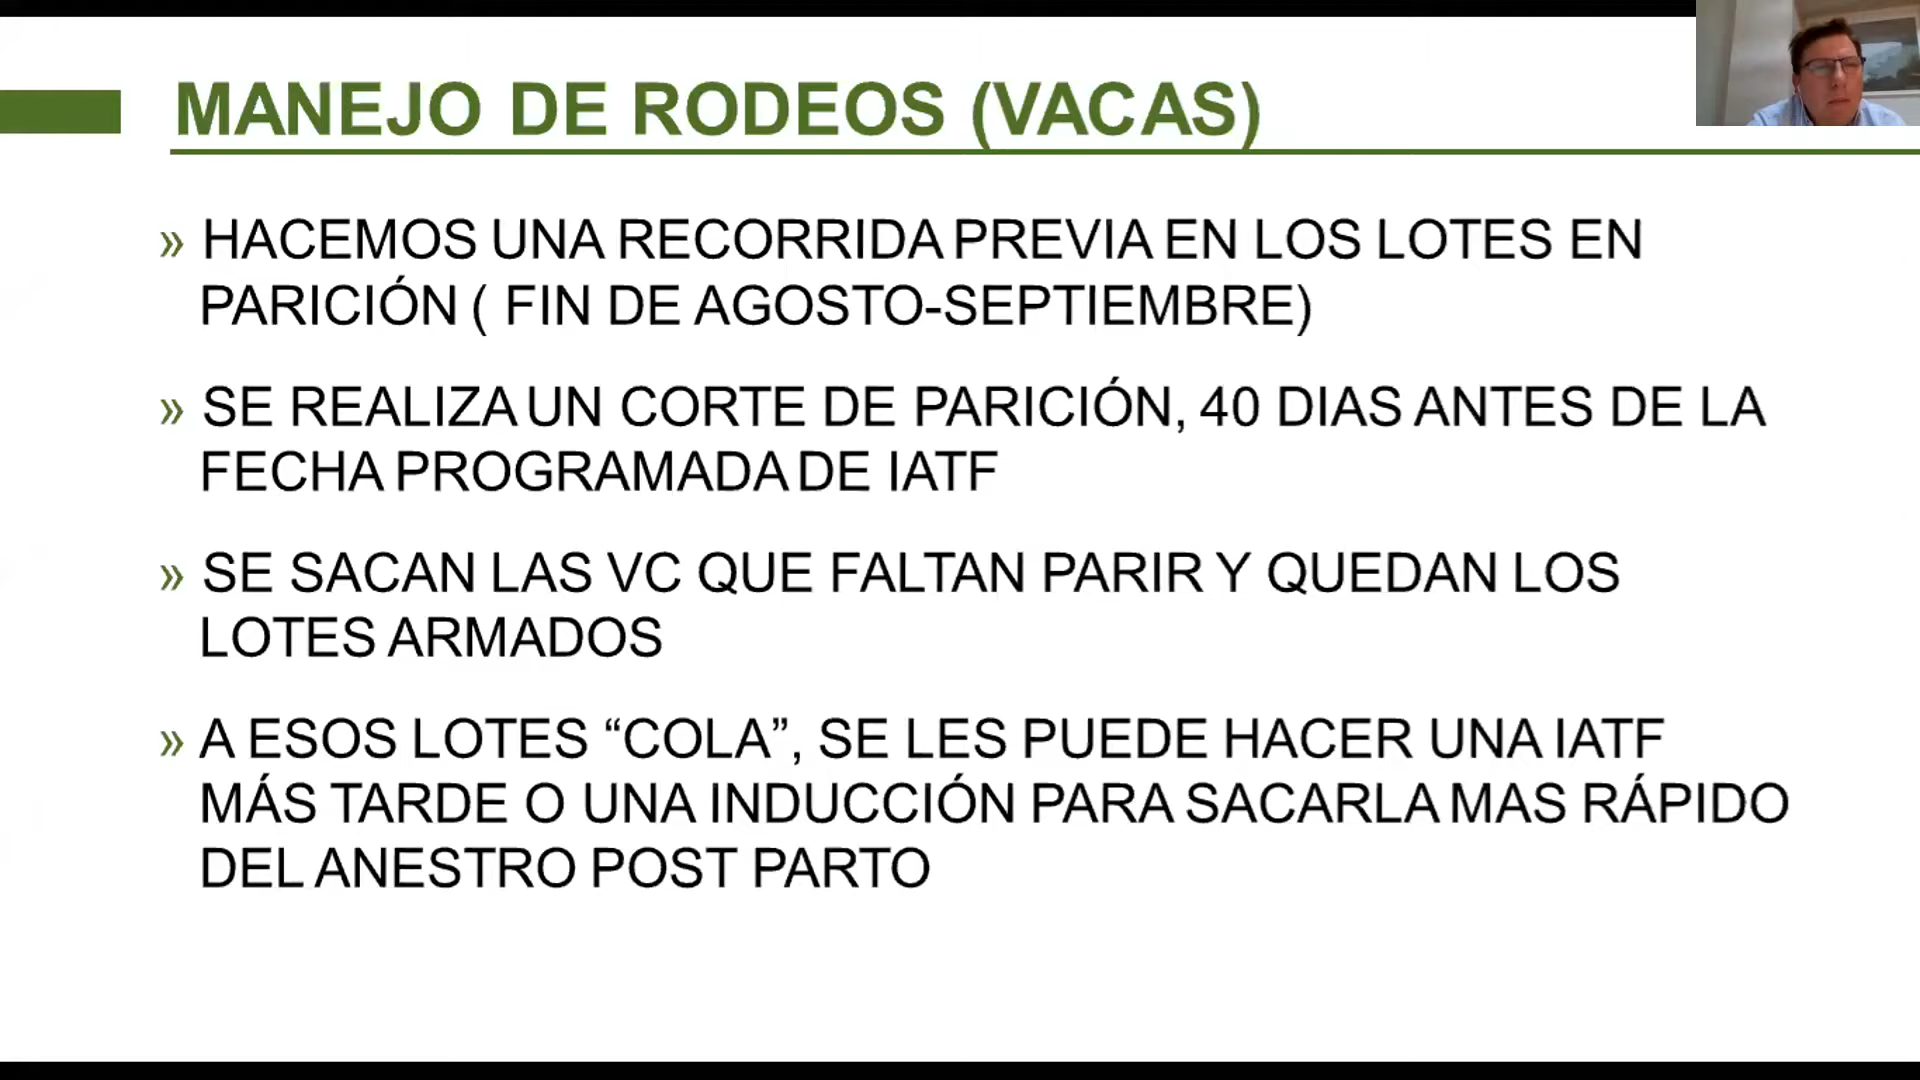 MANEJO DE RODEOS (VACAS)
» HACEMOS UNA RECORRIDA PREVIA EN LOS LOTES EN
PARICIÓN ( FIN DE AGOSTO-SEPTIEMBRE)
» SE REALIZA UN CORTE DE PARICIÓN, 40 DIAS ANTES DE LA
FECHA PROGRAMADA DE IATF
» SE SACAN LAS VC QUE FALTAN PARIR Y QUEDAN LOS
LOTES ARMADOS
» A ESOS LOTES “COLA”, SE LES PUEDE HACER UNA IATF
MÁS TARDE O UNA INDUCCIÓN PARA SACARLA MAS RÁPIDO
DEL ANESTRO POST PARTO